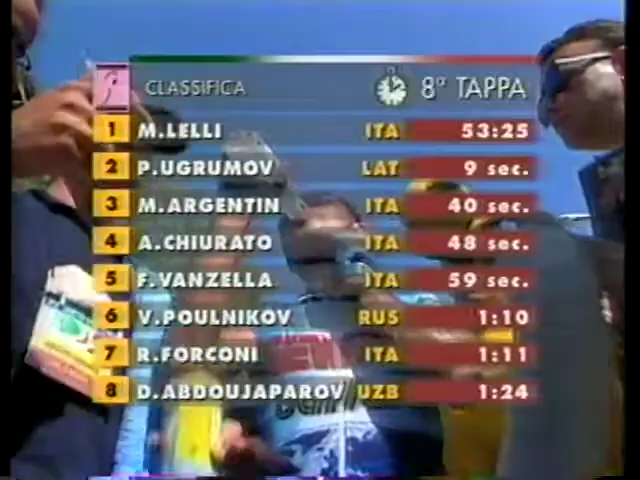 CLASSIFICA 8ª TAPPA
1 M.LELLI ITA 53:25
2 P.UGRUMOV LAT 9 sec.
3 M.ARGENTIN ITA 40 sec.
4 A.CHIURATO ITA 48 sec.
5 F.VANZELLA ITA 59 sec.
6 V.POULNIKOV RUS 1:10
7 R.FORCONI ITA 1:11
8 D.ABDOUJAPAROV UZB 1:24